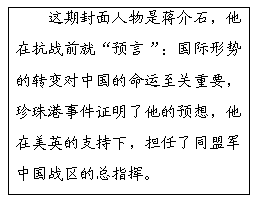 这期封面人物是蒋介石，他
在抗战前就“预言”：国际形势
的转变对中国的命运至关重要，
珍珠港事件证明了他的预想，他
在美英的支持下，担任了同盟军
中国战区的总指挥。